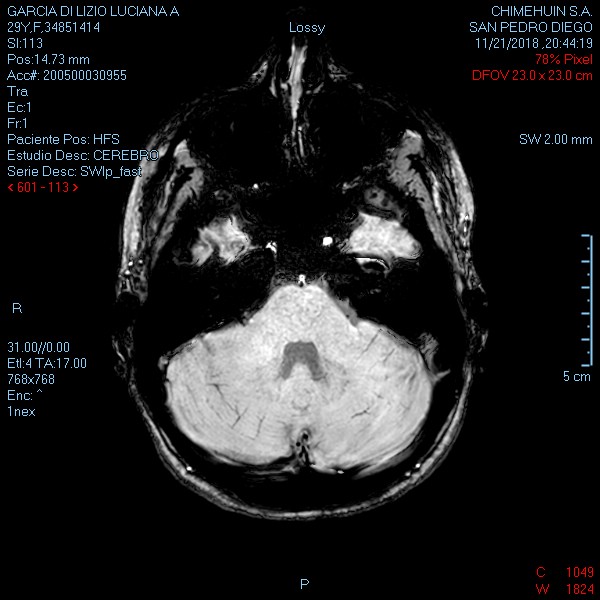 GARCIA DI LIZIO LUCIANA A
29Y,F,34851414
Sl:113
Pos:14.73 mm
Acc#: 200500030955
Tra
Ec:1
Fr:1
Paciente Pos: HFS
Estudio Desc: CEREBRO
Serie Desc: SWIp_fast
< 601 - 113 >
Lossy
CHIMEHUIN S.A.
SAN PEDRO DIEGO
11/21/2018 ,20:44:19
78% Pixel
DFOV 23.0 x 23.0 cm
SW 2.00 mm
R
31.00//0.00
Etl:4 TA:17.00
768x768
Enc: ^
1nex
5 cm
P
C 1049
W 1824